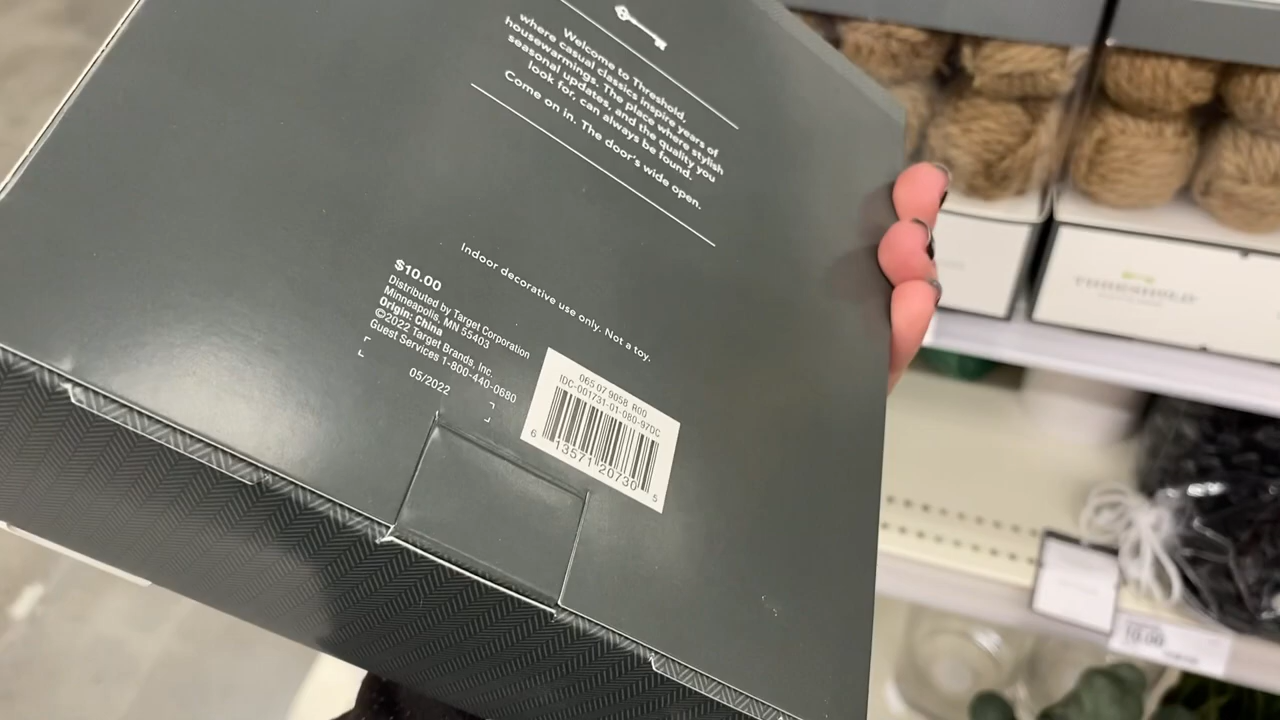 Welcome to Threshold,
where casual classics inspire years of
housewarmings. The place where stylish
seasonal updates, and the quality you
look for, can always be found.
Come on in. The door's wide open.
Indoor decorative use only. Not a toy.
$10.00
Distributed by Target Corporation
Minneapolis, MN 55403
Origin: China
©2022 Target Brands, Inc.
Guest Services 1-800-440-0680
05/2022
065 07 9058 R00
IDC-001731-01-080-97DC
6 13571 20730 5
THRESHOLD
10.00